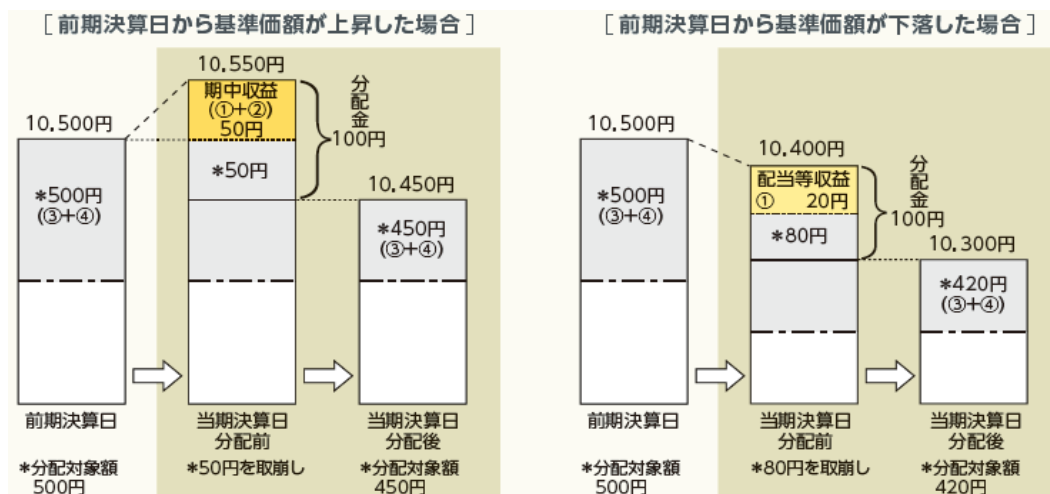 ［前期決算日から基準価額が上昇した場合］
10,550円
期中収益
(①+②)
50円
分配金
100円
10,500円
*500円
(③+④)
*50円
10,450円
*450円
(③+④)
前期決算日
当期決算日
分配前
当期決算日
分配後
*分配対象額
500円
*50円を取崩し
*分配対象額
450円
［前期決算日から基準価額が下落した場合］
10,500円
*500円
(③+④)
10,400円
配当等収益
① 20円
分配金
100円
*80円
10,300円
*420円
(③+④)
前期決算日
当期決算日
分配前
当期決算日
分配後
*分配対象額
500円
*80円を取崩し
*分配対象額
420円